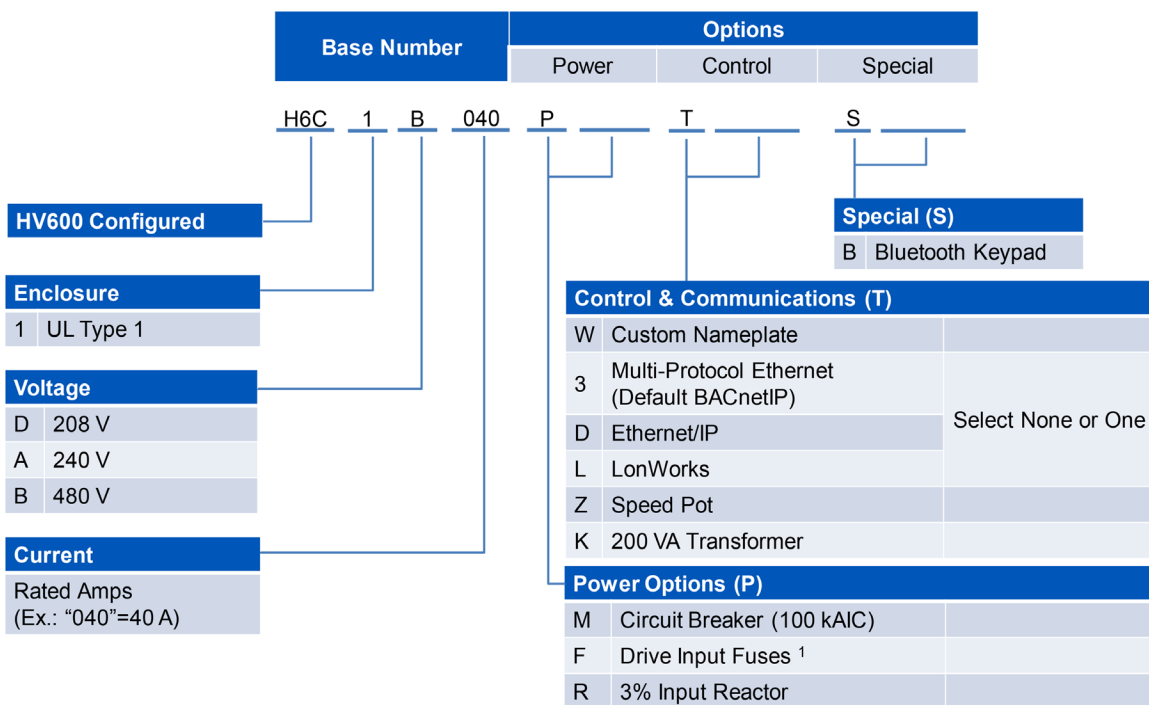 Base Number
Options
Power Control Special
H6C 1 B 040 P T S
HV600 Configured
Special (S)
B Bluetooth Keypad
Enclosure
1 UL Type 1
Control & Communications (T)
W Custom Nameplate
3 Multi-Protocol Ethernet
(Default BACnetIP)
D Ethernet/IP
L LonWorks
Select None or One
Z Speed Pot
K 200 VA Transformer
Voltage
D 208 V
A 240 V
B 480 V
Current
Rated Amps
(Ex.: “040”=40 A)
Power Options (P)
M Circuit Breaker (100 kAIC)
F Drive Input Fuses 1
R 3% Input Reactor